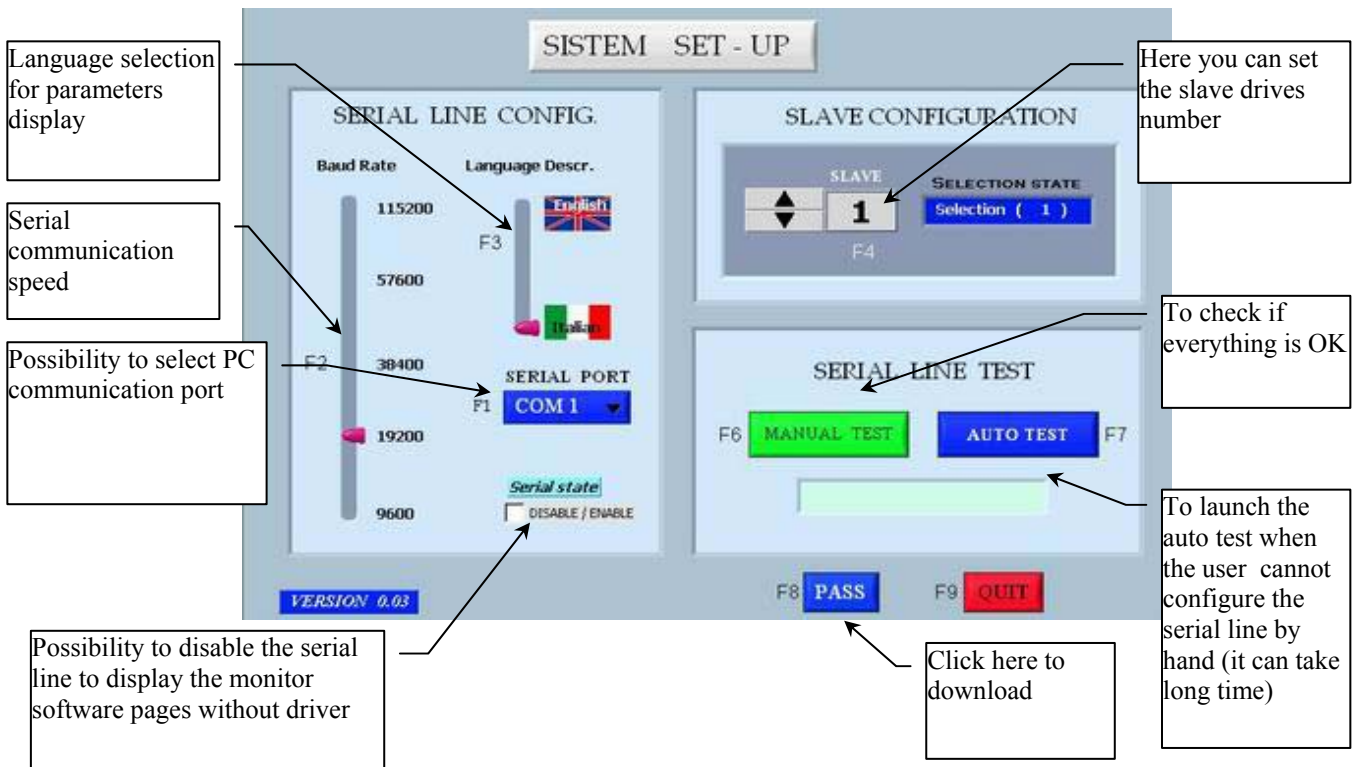 SISTEM SET - UP
Language selection
for parameters
display
Serial
communication
speed
Possibility to select PC
communication port
SERIAL LINE CONFIG.
Baud Rate
Language Descr.
115200
57600
38400
19200
9600
F2
F3
English
Italian
SERIAL PORT
F1
COM 1
Serial state
DISABLE / ENABLE
VERSION 0.03
Possibility to disable the serial
line to display the monitor
software pages without driver
SLAVE CONFIGURATION
SLAVE
1
F4
SELECTION STATE
Selection ( 1 )
Here you can set
the slave drives
number
SERIAL LINE TEST
F6
MANUAL TEST
AUTO TEST
F7
To check if
everything is OK
To launch the
auto test when
the user cannot
configure the
serial line by
hand (it can take
long time)
F8
PASS
F9
QUIT
Click here to
download